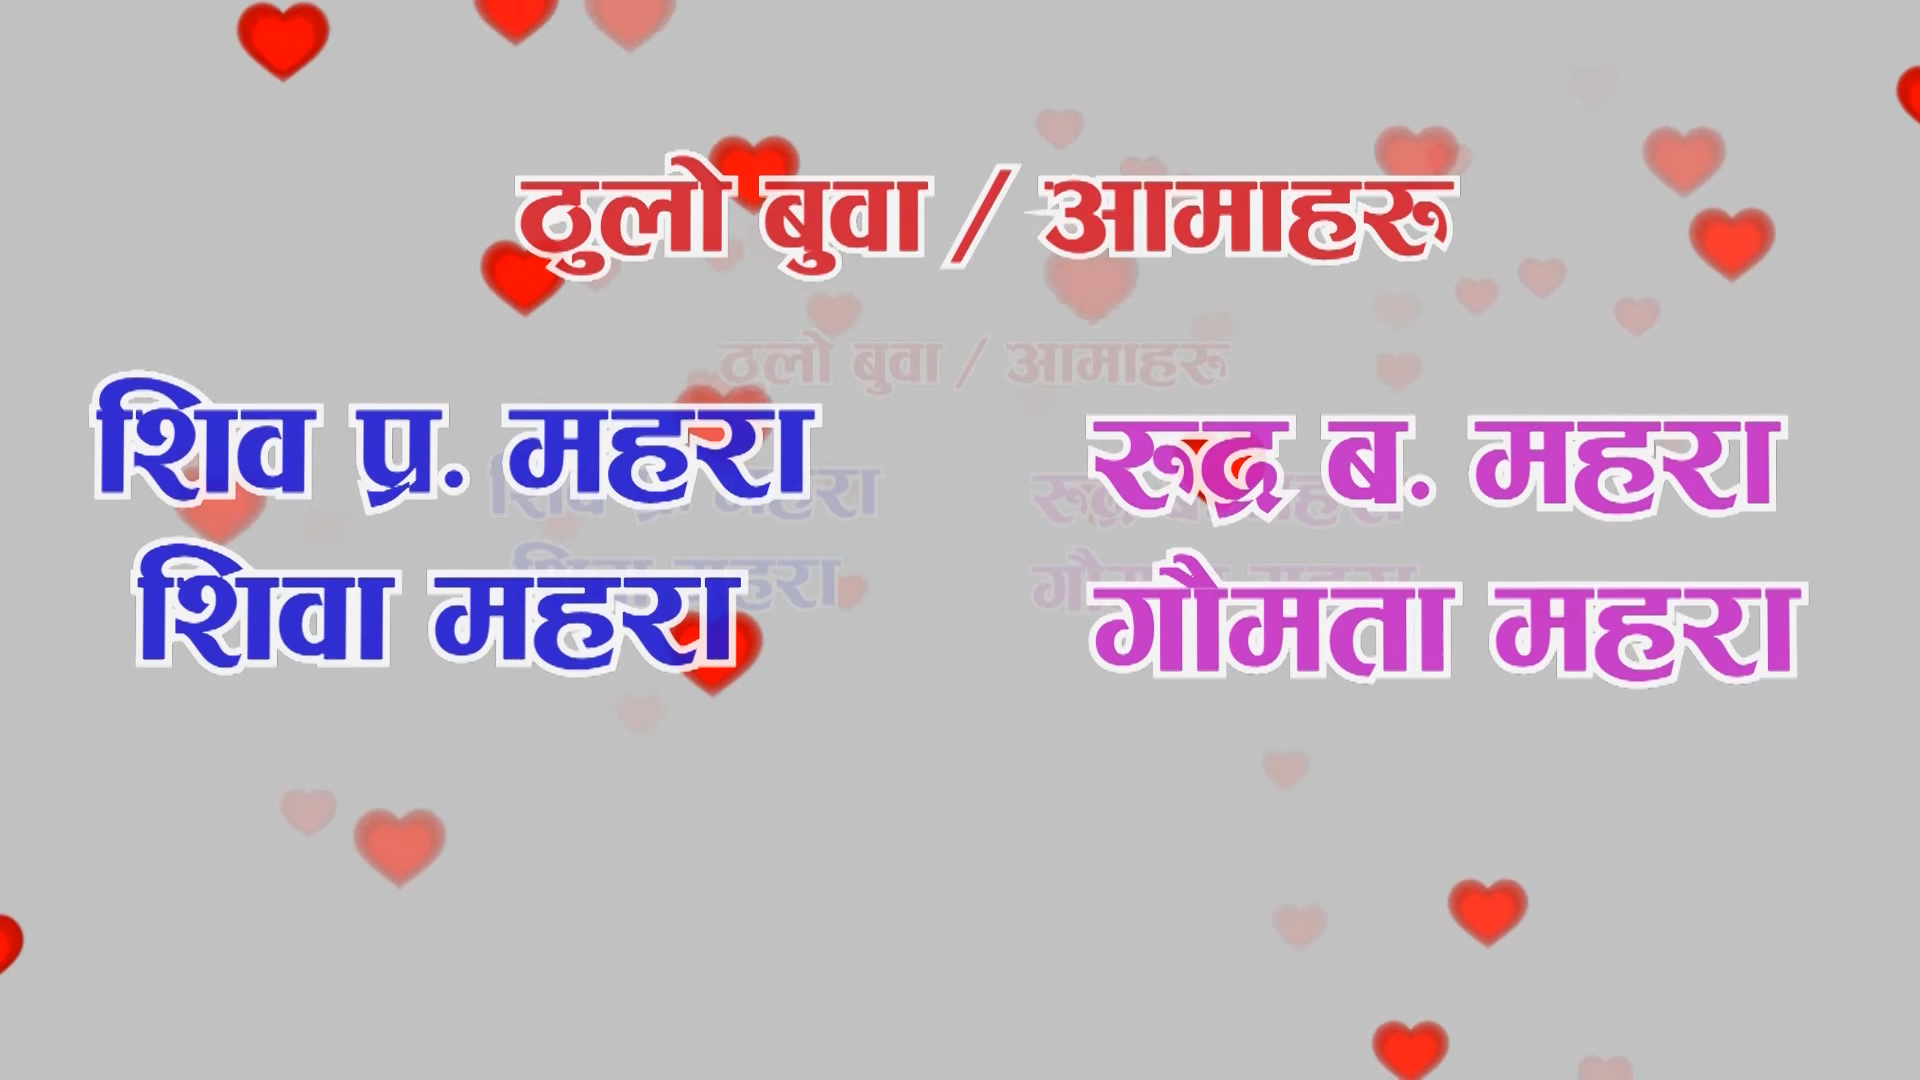 ठुलो बुवा / आमाहरू
शिव प्र. महरा
रूद्र ब. महरा
शिवा महरा
गौमता महरा